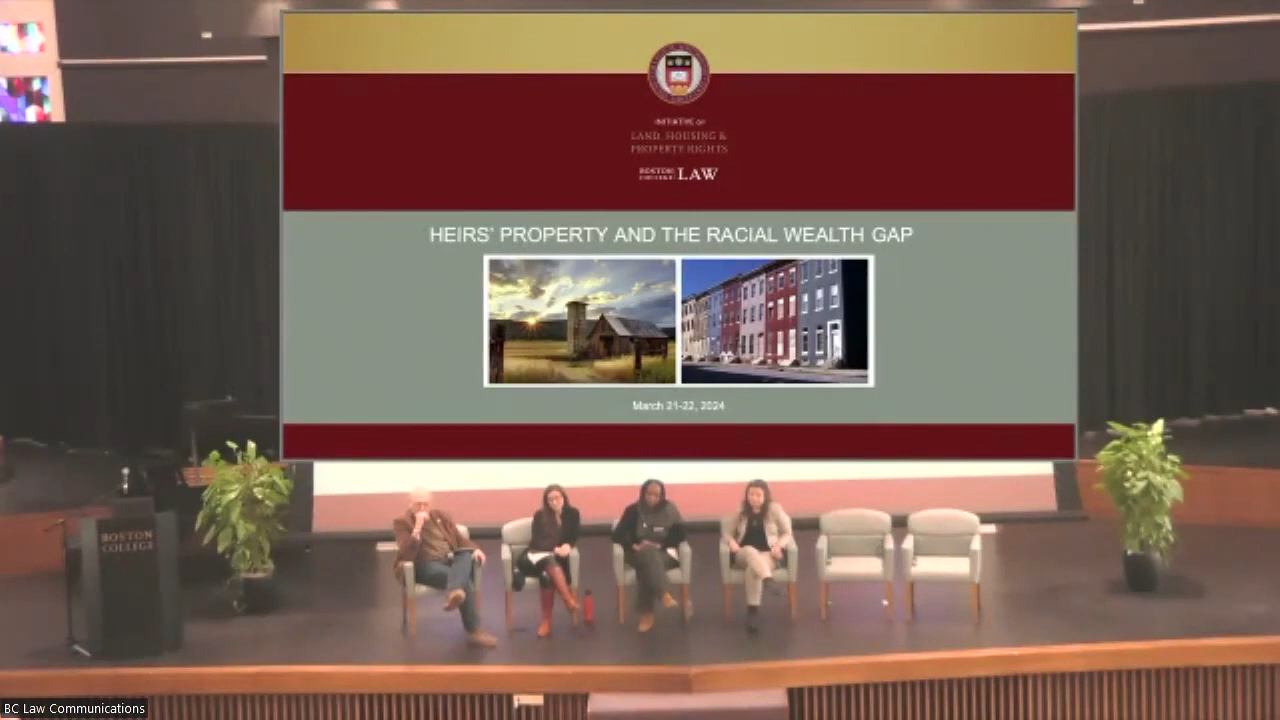 INITIATIVE OF
LAND, HOUSING &
PROPERTY RIGHTS
BOSTON
COLLEGE
LAW
HEIRS' PROPERTY AND THE RACIAL WEALTH GAP
March 21-22, 2024
BOSTON
COLLEGE
BC Law Communications